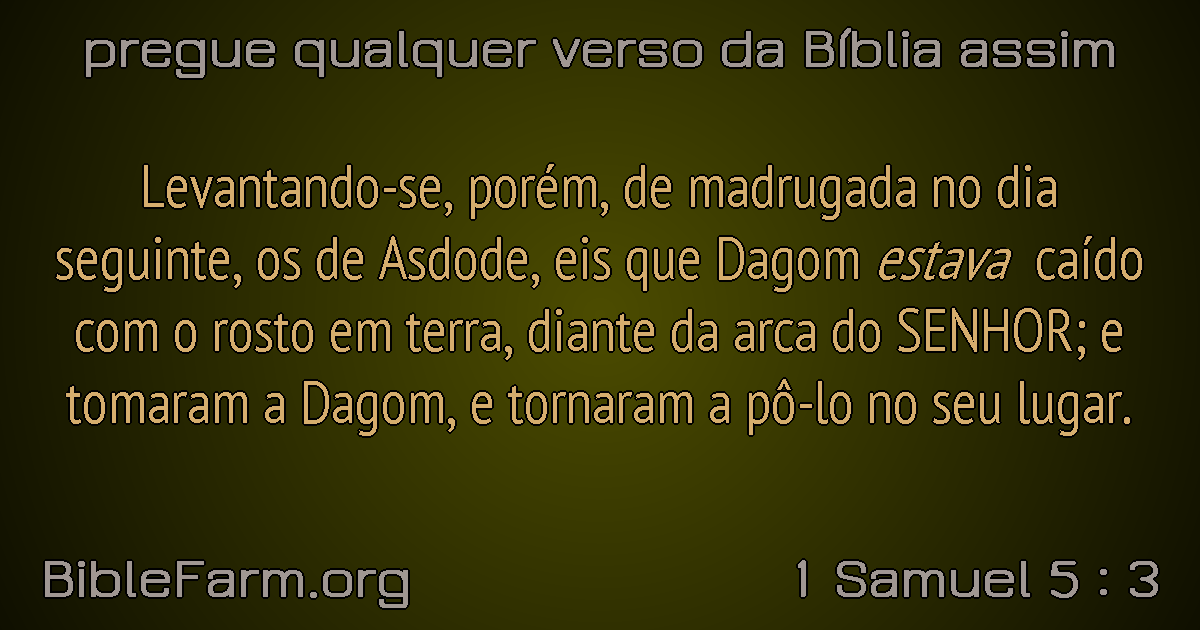 pregue qualquer verso da Bíblia assim
Levantando-se, porém, de madrugada no dia
seguinte, os de Asdode, eis que Dagom estava caído
com o rosto em terra, diante da arca do SENHOR; e
tomaram a Dagom, e tornaram a pô-lo no seu lugar.
BibleFarm.org
1 Samuel 5 : 3